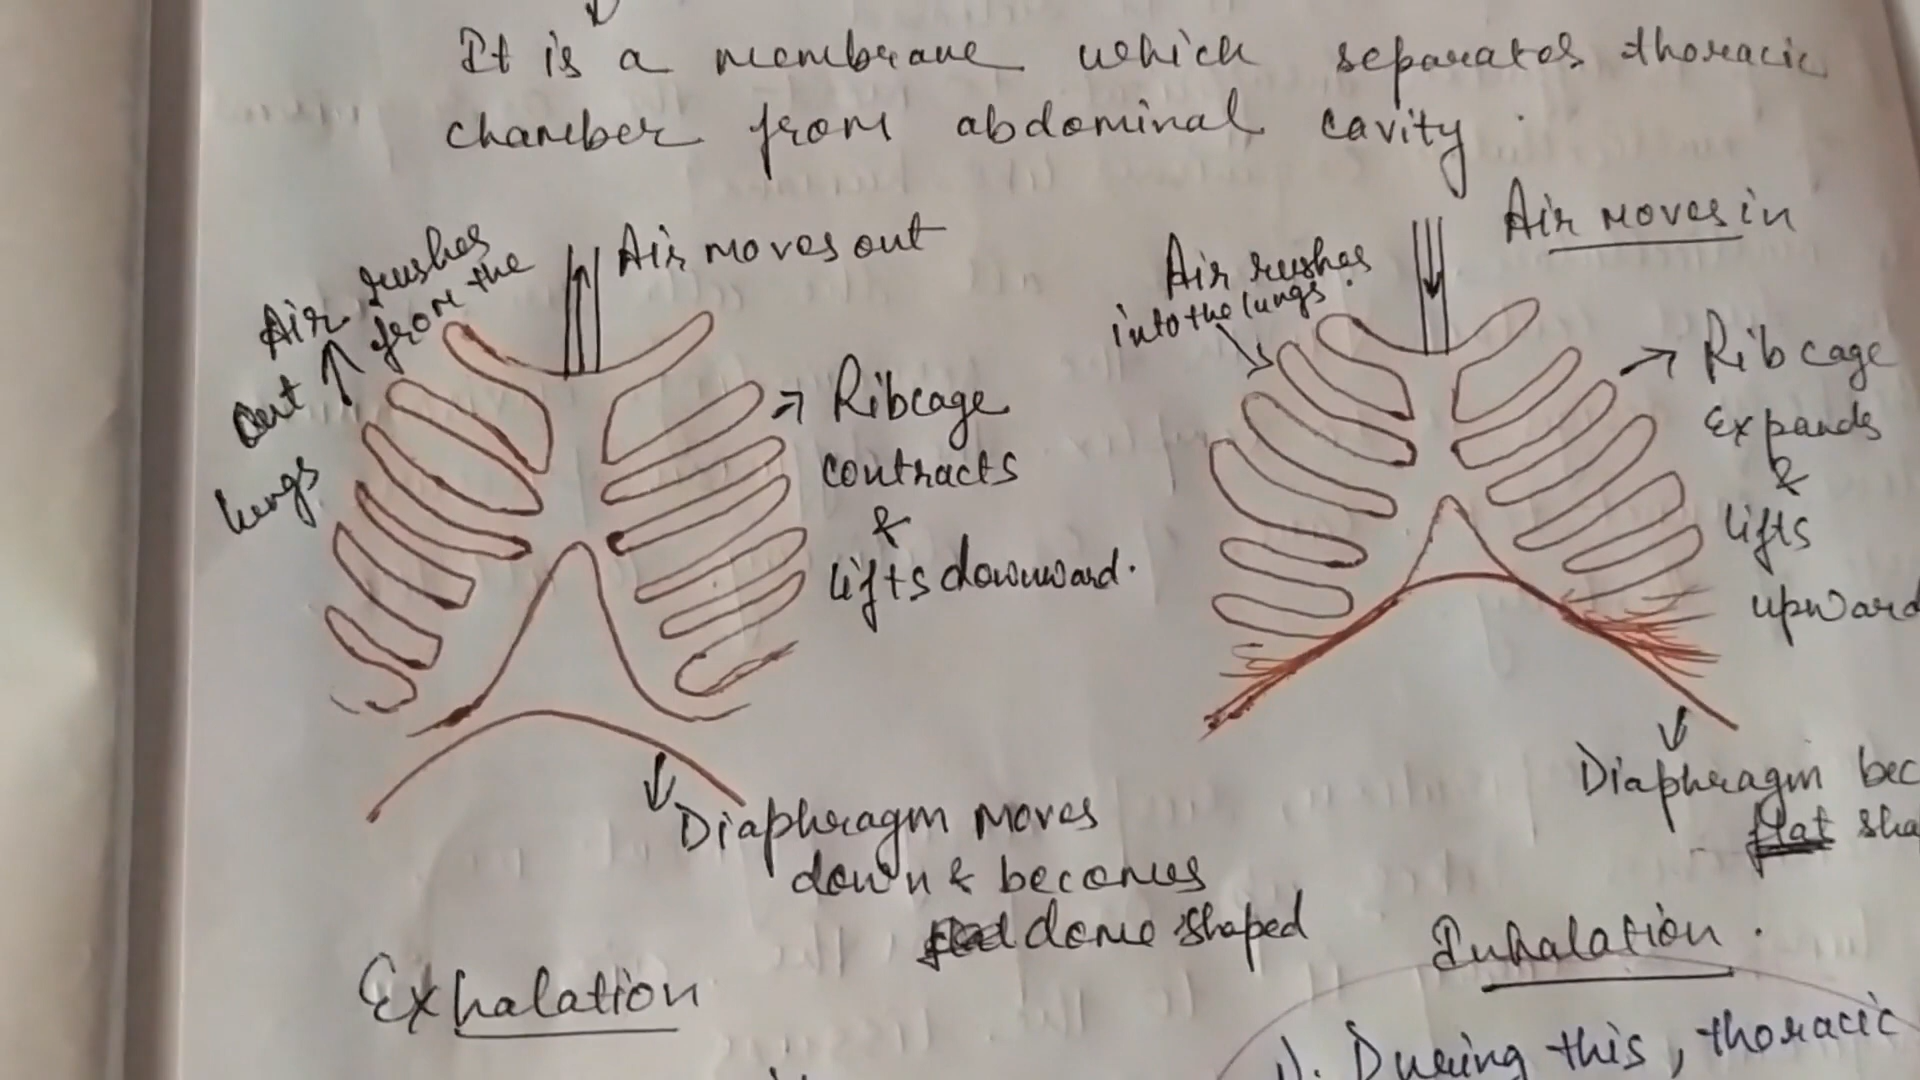 It is a membrane which separates thoracic
chamber from abdominal cavity.
Air rushes
out ↑ from the
lungs.
Air moves out
→ Ribcage
contracts
&
lifts downward.
Diaphragm moves
down & becomes
dome shaped
Exhalation
Air moves in
Air rushes
into the lungs.
→ Rib cage
expands
&
lifts
upward
Diaphragm bec
flat sha
Inhalation.
1). During this, thoracic